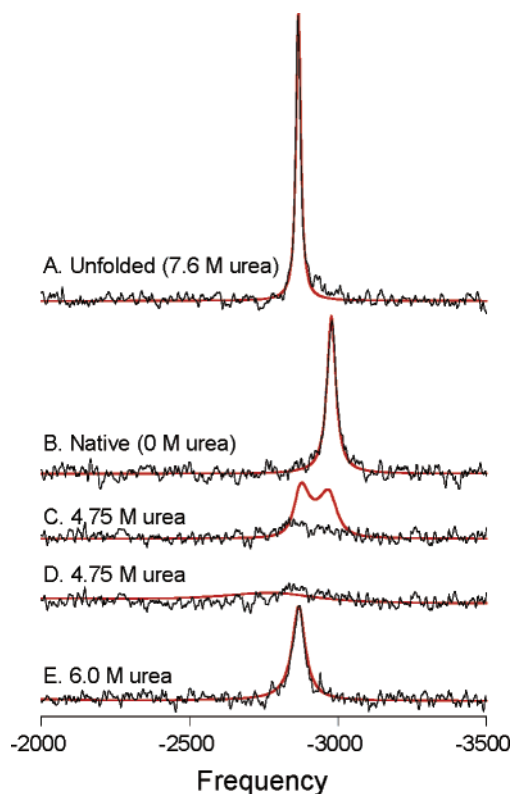 A. Unfolded (7.6 M urea)
B. Native (0 M urea)
C. 4.75 M urea
D. 4.75 M urea
E. 6.0 M urea
-2000 -2500 -3000 -3500
Frequency